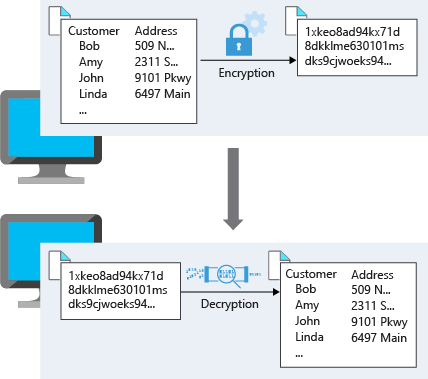 Customer Address
Bob 509 N...
Amy 2311 S...
John 9101 Pkwy
Linda 6497 Main
...
Encryption
1xkeo8ad94kx71d
8dkklme630101ms
dks9cjwoeks94...
1xkeo8ad94kx71d
8dkklme630101ms
dks9cjwoeks94...
Decryption
Customer Address
Bob 509 N...
Amy 2311 S...
John 9101 Pkwy
Linda 6497 Main
...